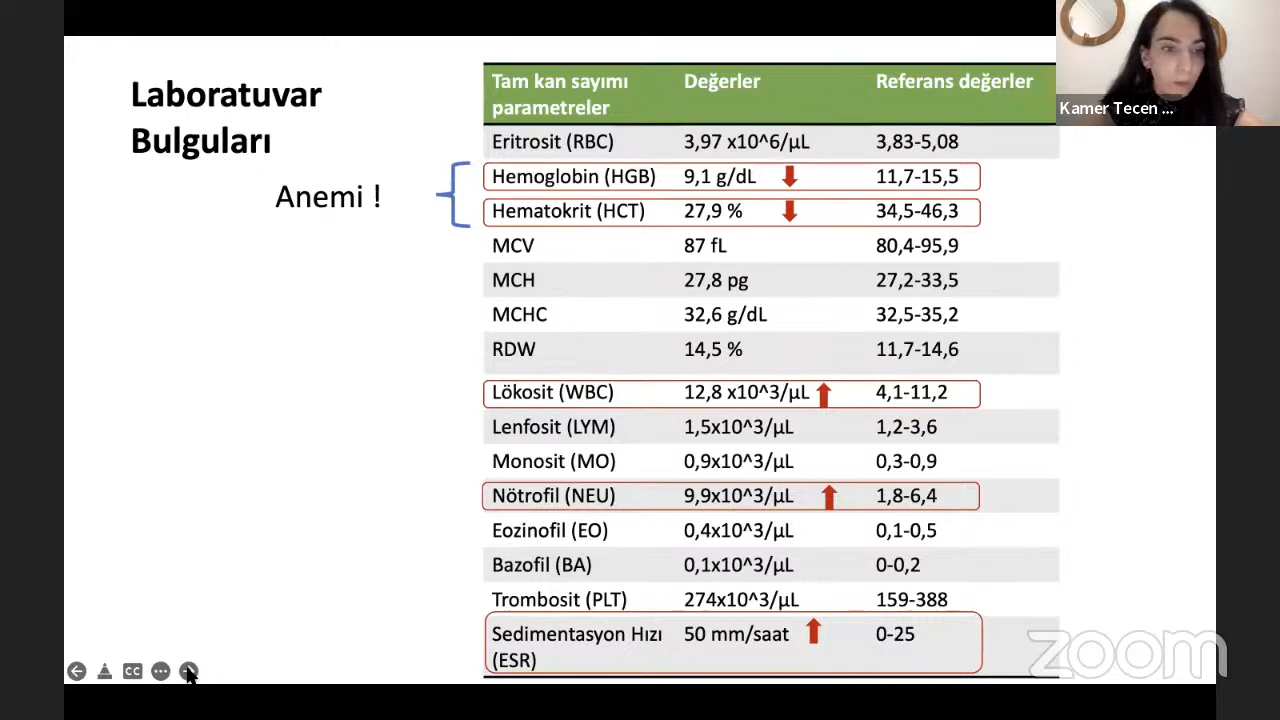 Laboratuvar
Bulguları
Anemi !
Tam kan sayımı parametreler Değerler Referans değerler
Eritrosit (RBC) 3,97 x10^6/µL 3,83-5,08
Hemoglobin (HGB) 9,1 g/dL 11,7-15,5
Hematokrit (HCT) 27,9 % 34,5-46,3
MCV 87 fL 80,4-95,9
MCH 27,8 pg 27,2-33,5
MCHC 32,6 g/dL 32,5-35,2
RDW 14,5 % 11,7-14,6
Lökosit (WBC) 12,8 x10^3/µL 4,1-11,2
Lenfosit (LYM) 1,5x10^3/µL 1,2-3,6
Monosit (MO) 0,9x10^3/µL 0,3-0,9
Nötrofil (NEU) 9,9x10^3/µL 1,8-6,4
Eozinofil (EO) 0,4x10^3/µL 0,1-0,5
Bazofil (BA) 0,1x10^3/µL 0-0,2
Trombosit (PLT) 274x10^3/µL 159-388
Sedimentasyon Hızı 50 mm/saat 0-25
(ESR)
Kamer Tecen ...
CC
zoom